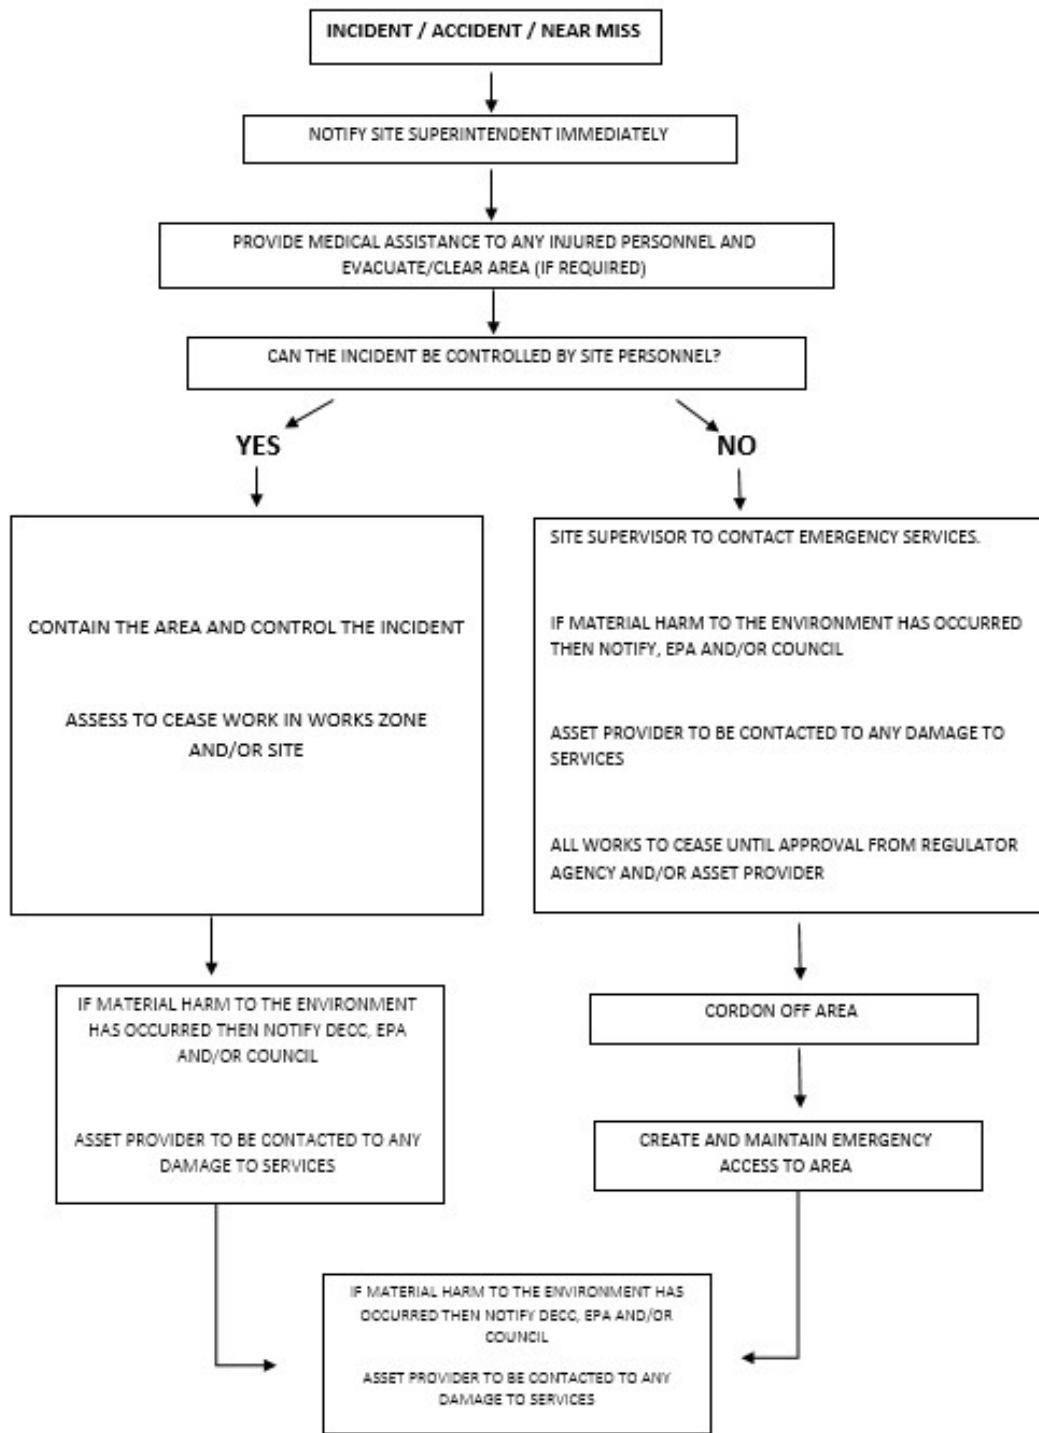 INCIDENT / ACCIDENT / NEAR MISS
NOTIFY SITE SUPERINTENDENT IMMEDIATELY
PROVIDE MEDICAL ASSISTANCE TO ANY INJURED PERSONNEL AND
EVACUATE/CLEAR AREA (IF REQUIRED)
CAN THE INCIDENT BE CONTROLLED BY SITE PERSONNEL?
YES
CONTAIN THE AREA AND CONTROL THE INCIDENT
ASSESS TO CEASE WORK IN WORKS ZONE
AND/OR SITE
IF MATERIAL HARM TO THE ENVIRONMENT
HAS OCCURRED THEN NOTIFY DECC, EPA
AND/OR COUNCIL
ASSET PROVIDER TO BE CONTACTED TO ANY
DAMAGE TO SERVICES
NO
SITE SUPERVISOR TO CONTACT EMERGENCY SERVICES.
IF MATERIAL HARM TO THE ENVIRONMENT HAS OCCURRED
THEN NOTIFY, EPA AND/OR COUNCIL
ASSET PROVIDER TO BE CONTACTED TO ANY DAMAGE TO
SERVICES
ALL WORKS TO CEASE UNTIL APPROVAL FROM REGULATOR
AGENCY AND/OR ASSET PROVIDER
CORDON OFF AREA
CREATE AND MAINTAIN EMERGENCY
ACCESS TO AREA
IF MATERIAL HARM TO THE ENVIRONMENT HAS
OCCURRED THEN NOTIFY DECC, EPA AND/OR
COUNCIL
ASSET PROVIDER TO BE CONTACTED TO ANY
DAMAGE TO SERVICES